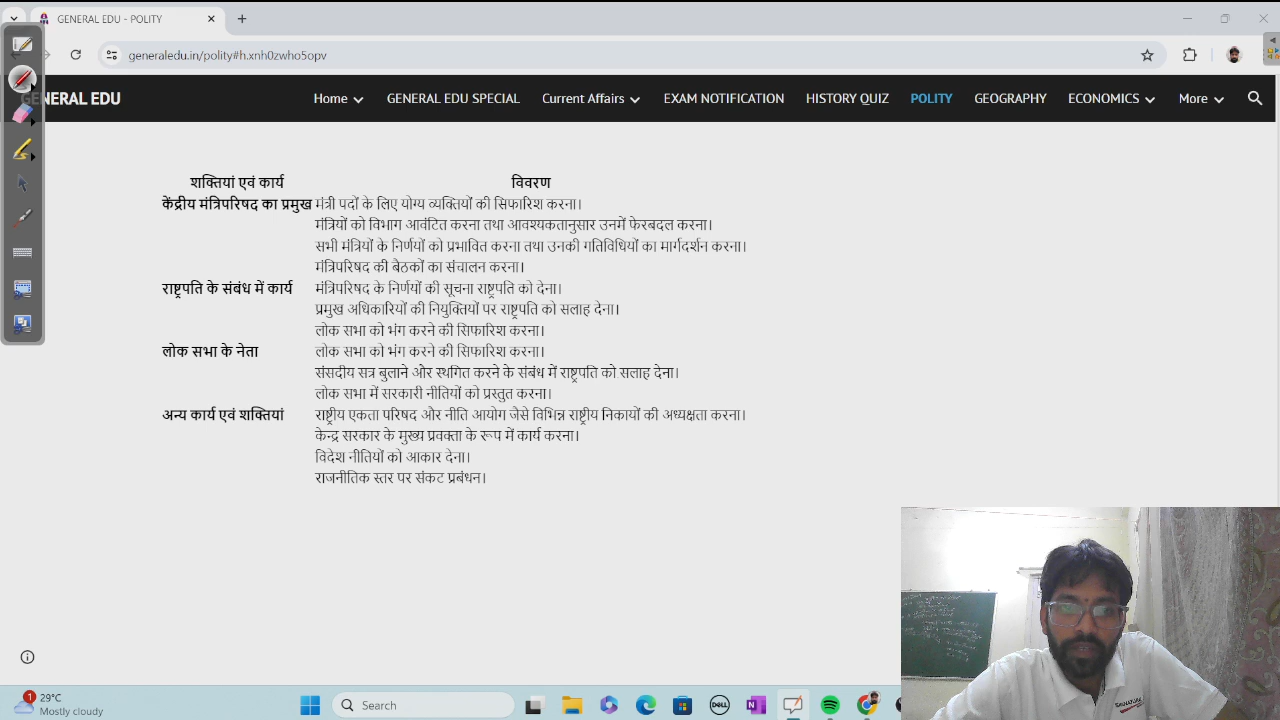 GENERAL EDU - POLITY
generaledu.in/polity#h.xnh0zwho5opv
GENERAL EDU
Home GENERAL EDU SPECIAL Current Affairs EXAM NOTIFICATION HISTORY QUIZ POLITY GEOGRAPHY ECONOMICS More
शक्तियां एवं कार्य विवरण
केंद्रीय मंत्रिपरिषद का प्रमुख मंत्री पदों के लिए योग्य व्यक्तियों की सिफारिश करना।
मंत्रियों को विभाग आवंटित करना तथा आवश्यकतानुसार उनमें फेरबदल करना।
सभी मंत्रियों के निर्णयों को प्रभावित करना तथा उनकी गतिविधियों का मार्गदर्शन करना।
मंत्रिपरिषद की बैठकों का संचालन करना।
राष्ट्रपति के संबंध में कार्य मंत्रिपरिषद के निर्णयों की सूचना राष्ट्रपति को देना।
प्रमुख अधिकारियों की नियुक्तियों पर राष्ट्रपति को सलाह देना।
लोक सभा को भंग करने की सिफारिश करना।
लोक सभा के नेता लोक सभा को भंग करने की सिफारिश करना।
संसदीय सत्र बुलाने और स्थगित करने के संबंध में राष्ट्रपति को सलाह देना।
लोक सभा में सरकारी नीतियों को प्रस्तुत करना।
अन्य कार्य एवं शक्तियां राष्ट्रीय एकता परिषद और नीति आयोग जैसे विभिन्न राष्ट्रीय निकायों की अध्यक्षता करना।
केन्द्र सरकार के मुख्य प्रवक्ता के रूप में कार्य करना।
विदेश नीतियों को आकार देना।
राजनीतिक स्तर पर संकट प्रबंधन।
1
29°C
Mostly cloudy
Search
DELL